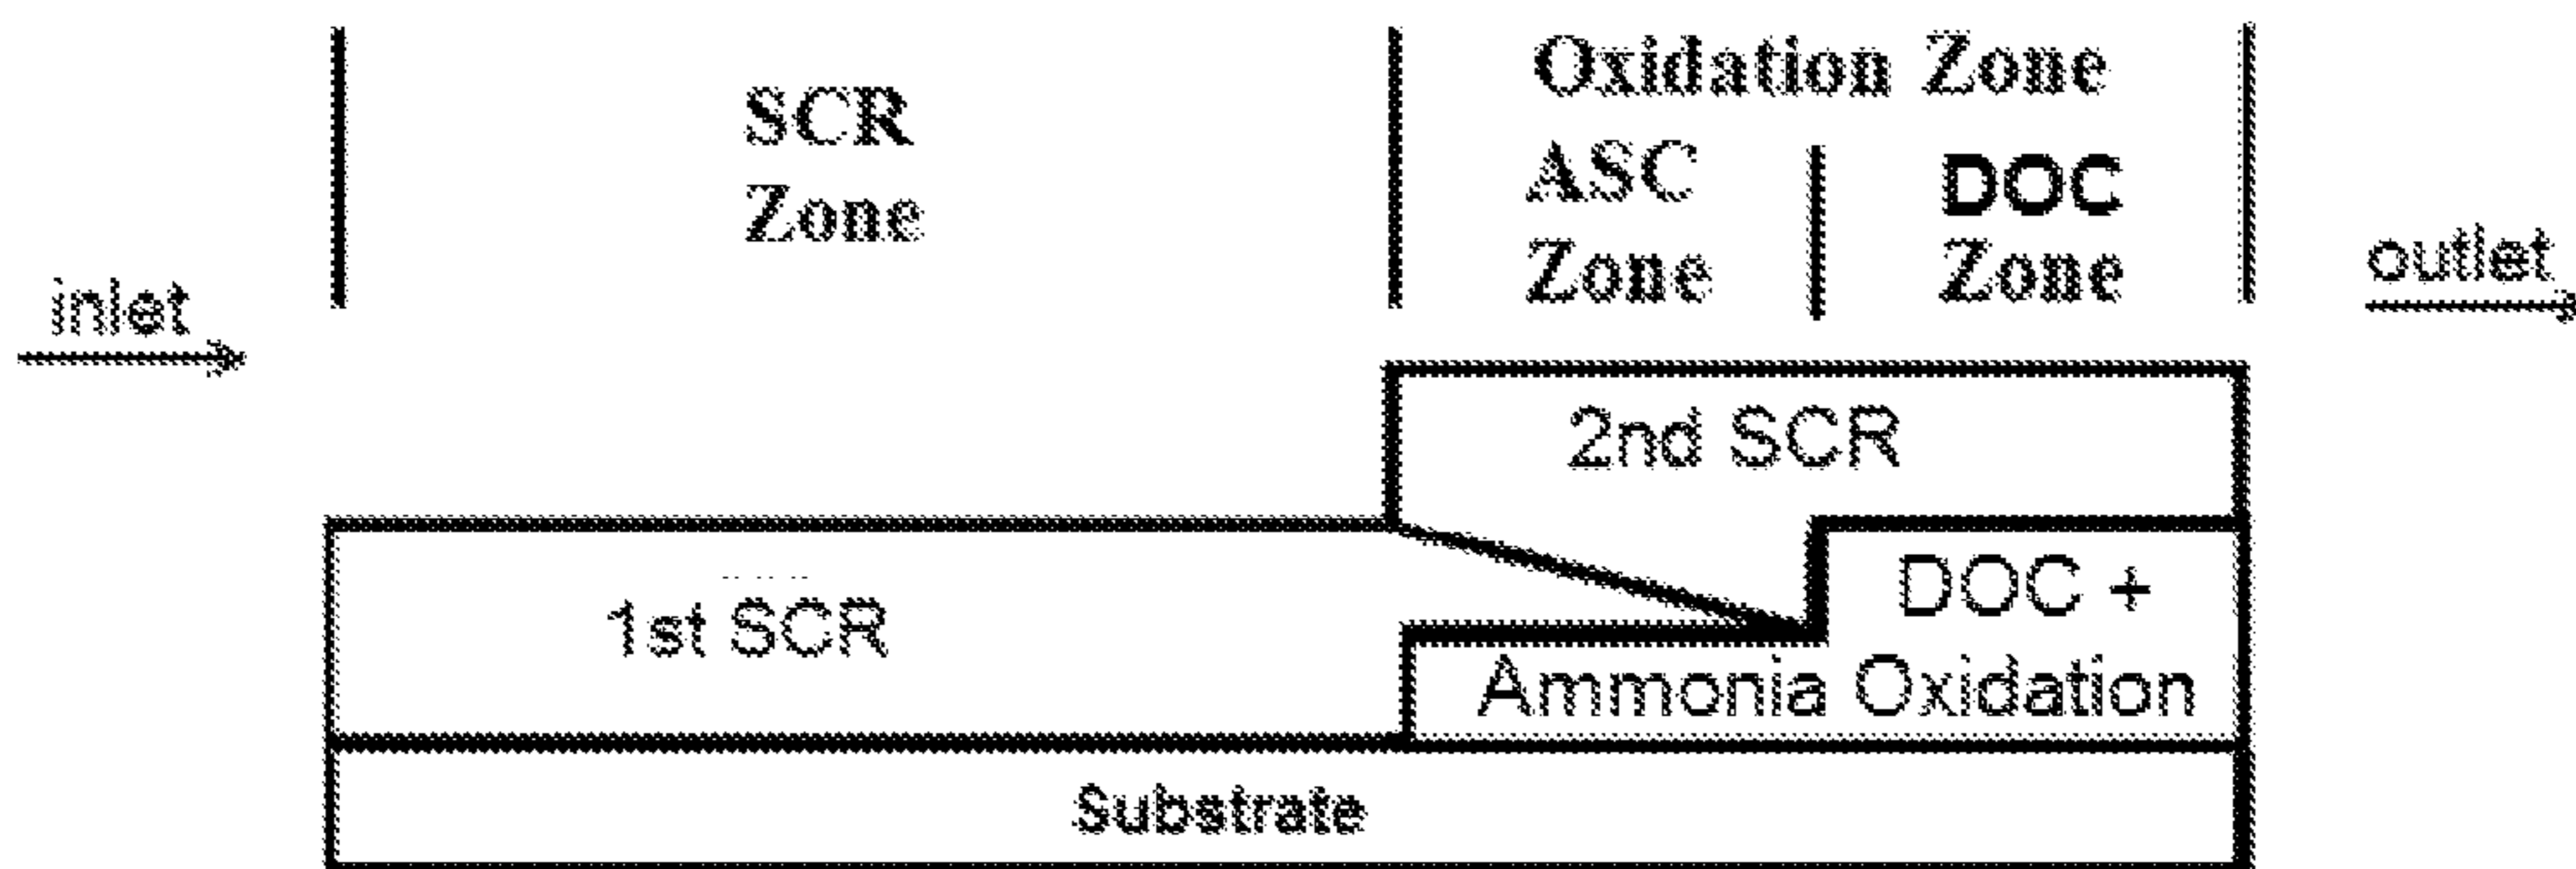 Oxidation Zone
SCR
Zone
ASC
Zone
DOC
Zone
inlet
outlet
2nd SCR
1st SCR
DOC +
Ammonia Oxidation
Substrate